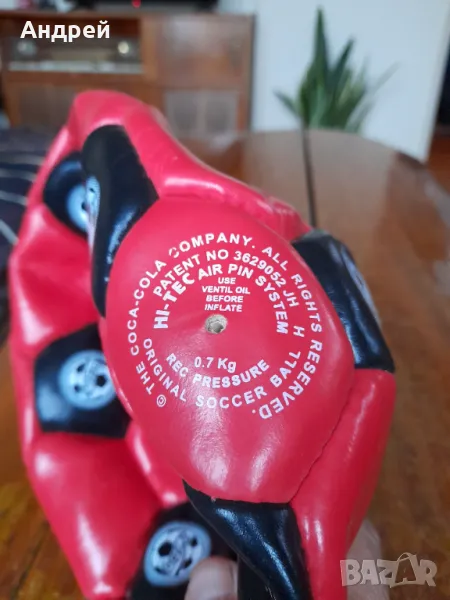 Андрей
© THE COCA-COLA COMPANY. ALL RIGHTS RESERVED.
PATENT NO 3629052 JH H
HI-TEC AIR PIN SYSTEM
USE
VENTIL OIL
BEFORE
INFLATE
0.7 Kg
REC PRESSURE
ORIGINAL SOCCER BALL
BAZAR.bg